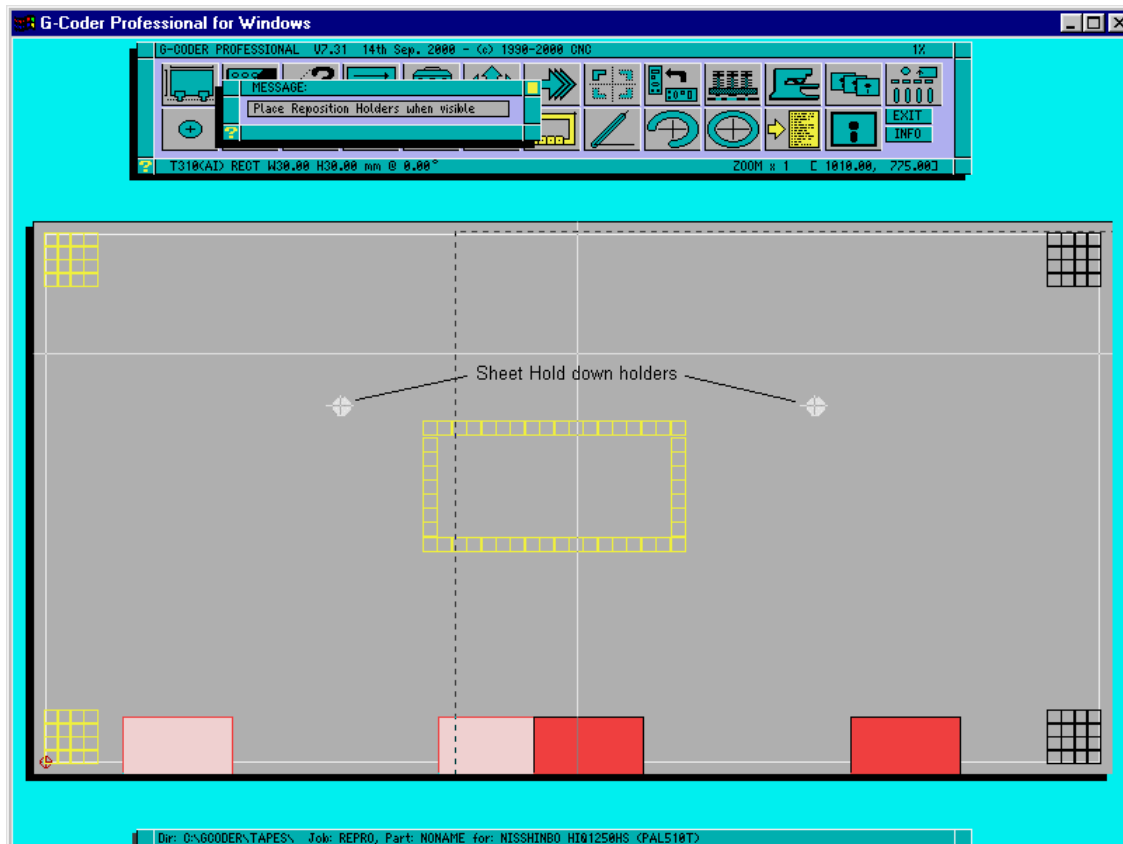 G-Coder Professional for Windows
G-CODER PROFESSIONAL V7.31 14th Sep. 2000 - (c) 1990-2000 CNC 1%
MESSAGE:
Place Reposition Holders when visible
EXIT
INFO
T310(AI) RECT W30.00 H30.00 mm @ 0.00° ZOOM x 1 [ 1010.00, 775.00]
Sheet Hold down holders
Dir: C:\GCODER\TAPES\ Job: REPRO, Part: NONAME for: NISSHINBO HIQ1250HS (PAL510T)